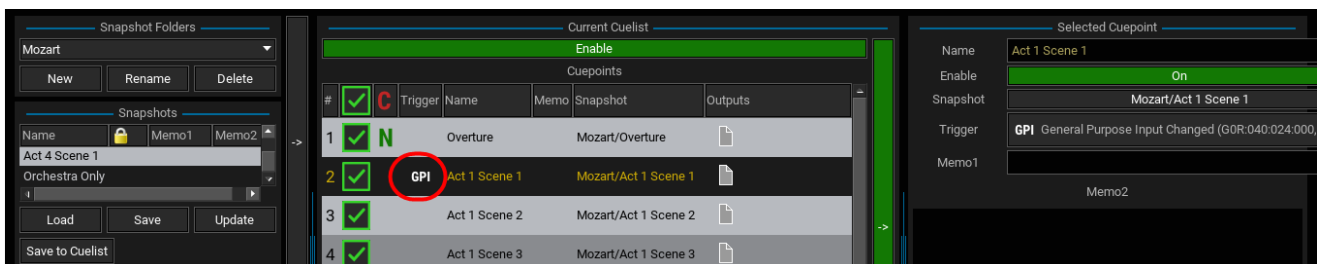 Snapshot Folders
Mozart
New Rename Delete
Snapshots
Name Memo1 Memo2
Act 4 Scene 1
Orchestra Only
Load Save Update
Save to Cuelist
->
Current Cuelist
Enable
Cuepoints
# C Trigger Name Memo Snapshot Outputs
1 N Overture Mozart/Overture
2 GPI Act 1 Scene 1 Mozart/Act 1 Scene 1
3 Act 1 Scene 2 Mozart/Act 1 Scene 2
4 Act 1 Scene 3 Mozart/Act 1 Scene 3
->
Selected Cuepoint
Name Act 1 Scene 1
Enable On
Snapshot Mozart/Act 1 Scene 1
Trigger GPI General Purpose Input Changed (G0R:040:024:000,
Memo1
Memo2